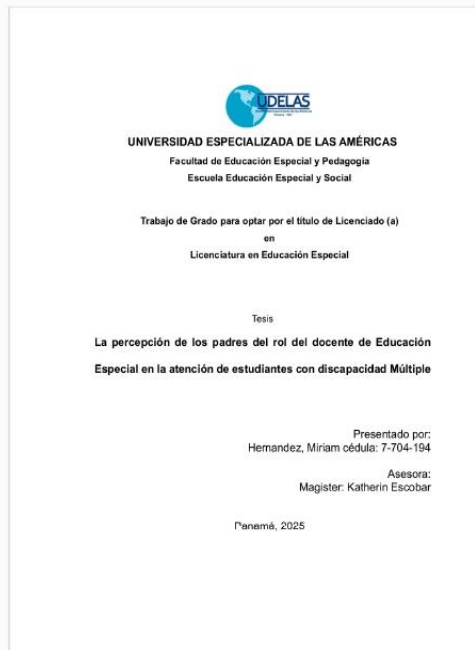 UDELAS
UNIVERSIDAD ESPECIALIZADA DE LAS AMÉRICAS
Facultad de Educación Especial y Pedagogía
Escuela Educación Especial y Social
Trabajo de Grado para optar por el título de Licenciado (a)
en
Licenciatura en Educación Especial
Tesis
La percepción de los padres del rol del docente de Educación
Especial en la atención de estudiantes con discapacidad Múltiple
Presentado por:
Hernandez, Miriam cédula: 7-704-194
Asesora:
Magister: Katherin Escobar
Panamá, 2025